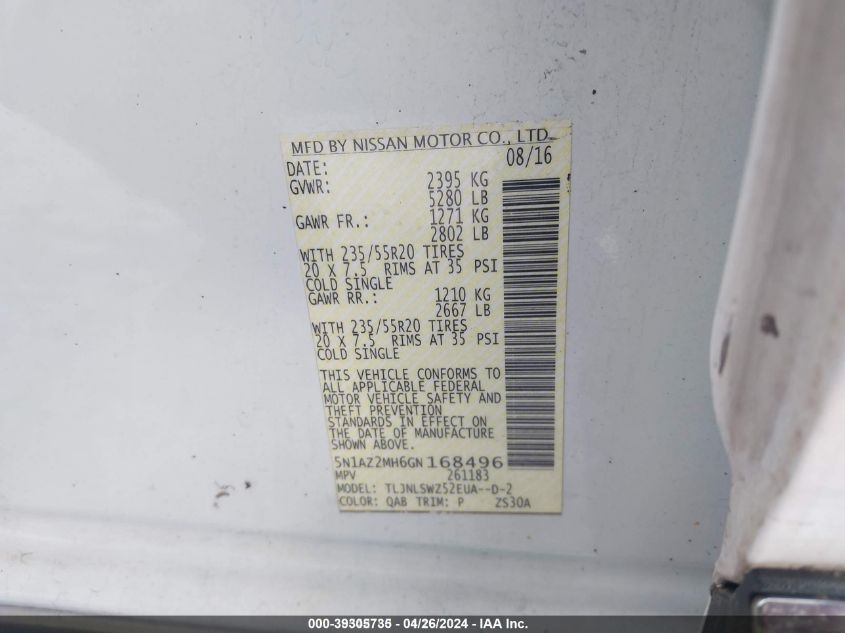 MFD BY NISSAN MOTOR CO., LTD.
DATE: 08/16
GVWR: 2395 KG
5280 LB
GAWR FR.: 1271 KG
2802 LB
WITH 235/55R20 TIRES
20 X 7.5 RIMS AT 35 PSI
COLD SINGLE
GAWR RR.: 1210 KG
2667 LB
WITH 235/55R20 TIRES
20 X 7.5 RIMS AT 35 PSI
COLD SINGLE
THIS VEHICLE CONFORMS TO
ALL APPLICABLE FEDERAL
MOTOR VEHICLE SAFETY AND
THEFT PREVENTION
STANDARDS IN EFFECT ON
THE DATE OF MANUFACTURE
SHOWN ABOVE.
5N1AZ2MH6GN168496
MPV 261183
MODEL: TLJNLSWZ52EUA--D-2
COLOR: QAB TRIM: P ZS30A
000-39305735 - 04/26/2024 - IAA Inc.